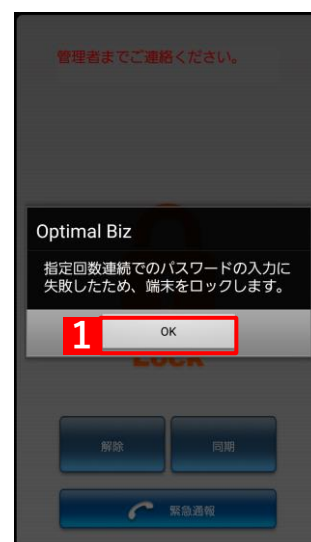 管理者までご連絡ください。
Optimal Biz
指定回数連続でのパスワードの入力に
失敗したため、端末をロックします。
1
OK
Lock
解除
同期
緊急通報